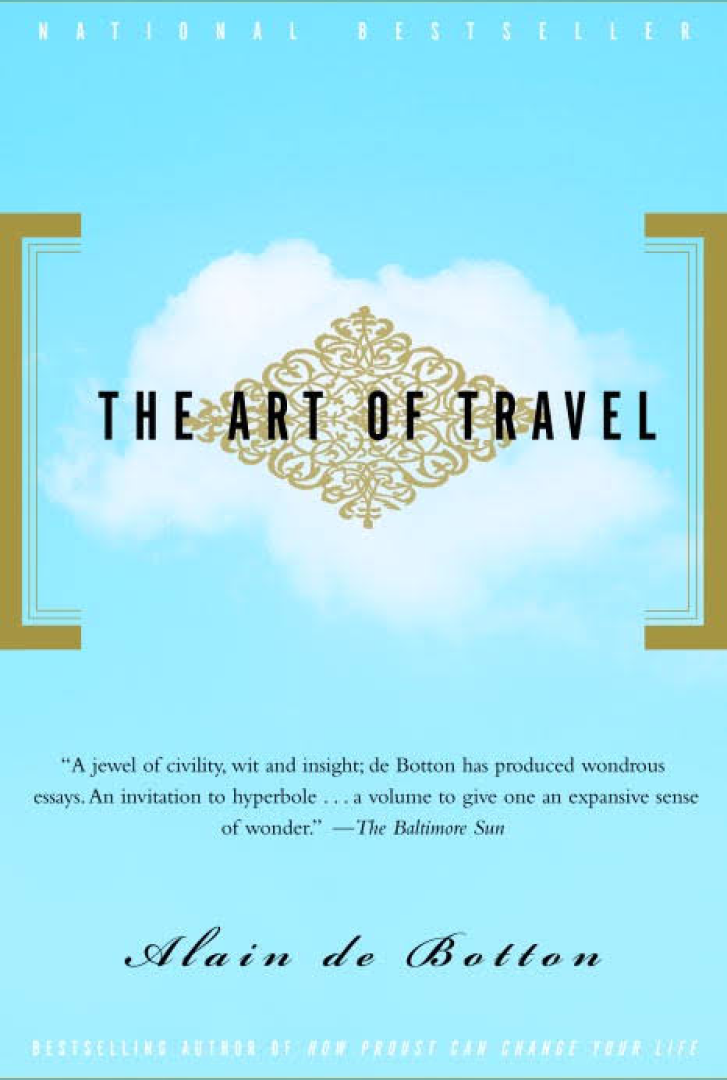 NATIONAL BESTSELLER
THE ART OF TRAVEL
“A jewel of civility, wit and insight; de Botton has produced wondrous
essays. An invitation to hyperbole . . . a volume to give one an expansive sense
of wonder.” —The Baltimore Sun
Alain de Botton
BESTSELLING AUTHOR OF HOW PROUST CAN CHANGE YOUR LIFE